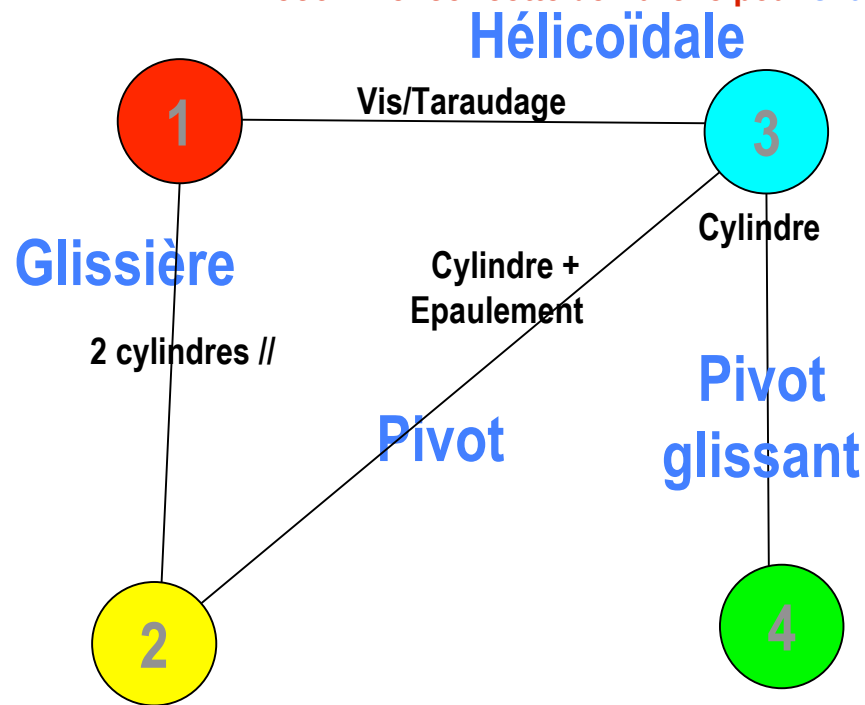 Hélicoïdale
Vis/Taraudage
1
3
Cylindre
Glissière
Cylindre +
Epaulement
2 cylindres //
Pivot
glissant
Pivot
2
4